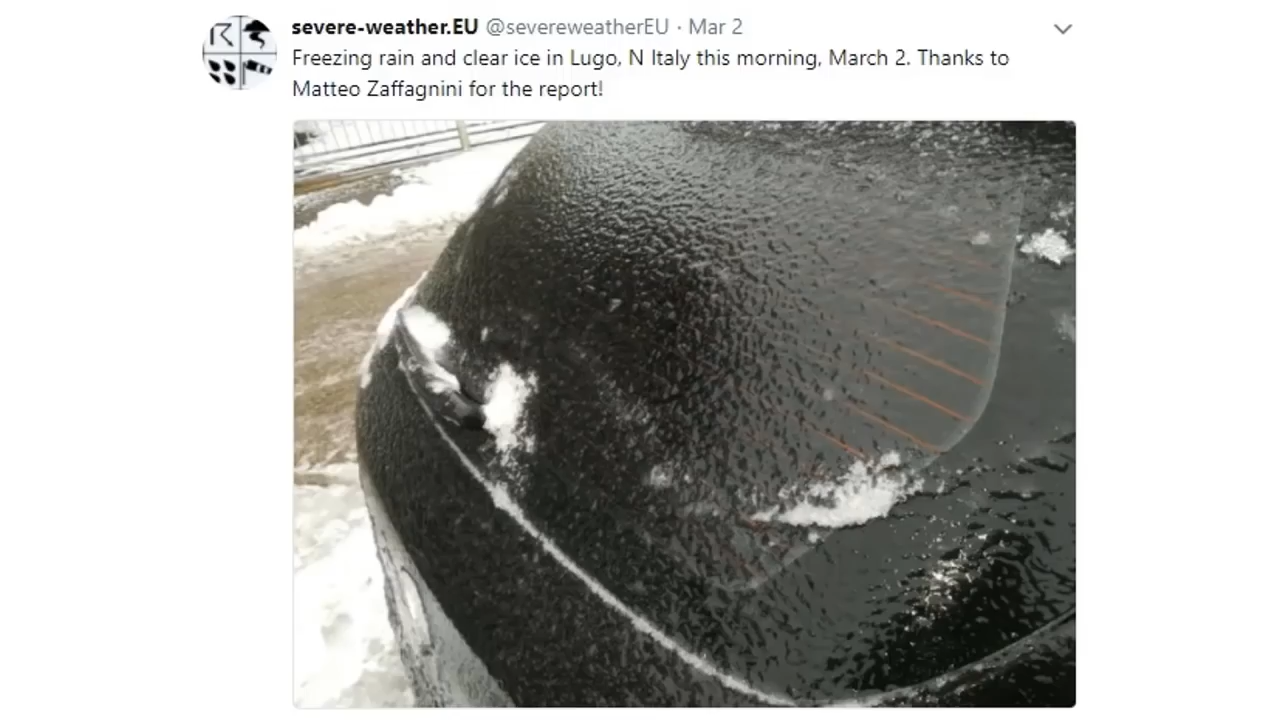 severe-weather.EU @severeweatherEU · Mar 2
Freezing rain and clear ice in Lugo, N Italy this morning, March 2. Thanks to
Matteo Zaffagnini for the report!